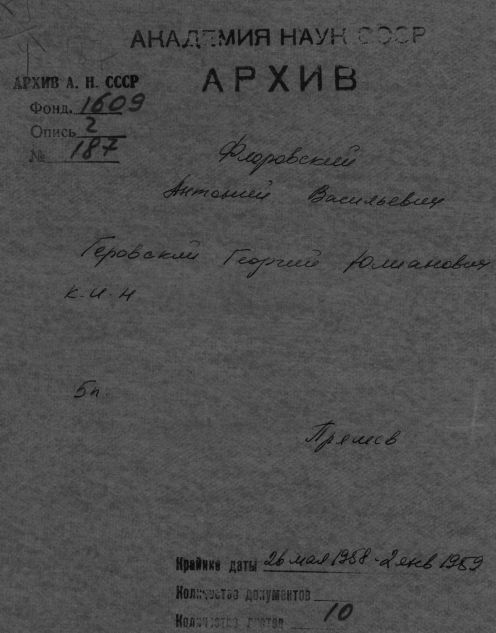 АКАДЕМИЯ НАУК СССР
АРХИВ
АРХИВ А. Н. СССР
Фонд. 1609
Опись 2
№ 187
Флоровский
Антоний Васильевич
Геровский Георгий Юлианович
к. и. н
5п.
Пряшев
Крайние даты 26 мая 1958-2 янв 1959
Количество документов
Количество листов 10